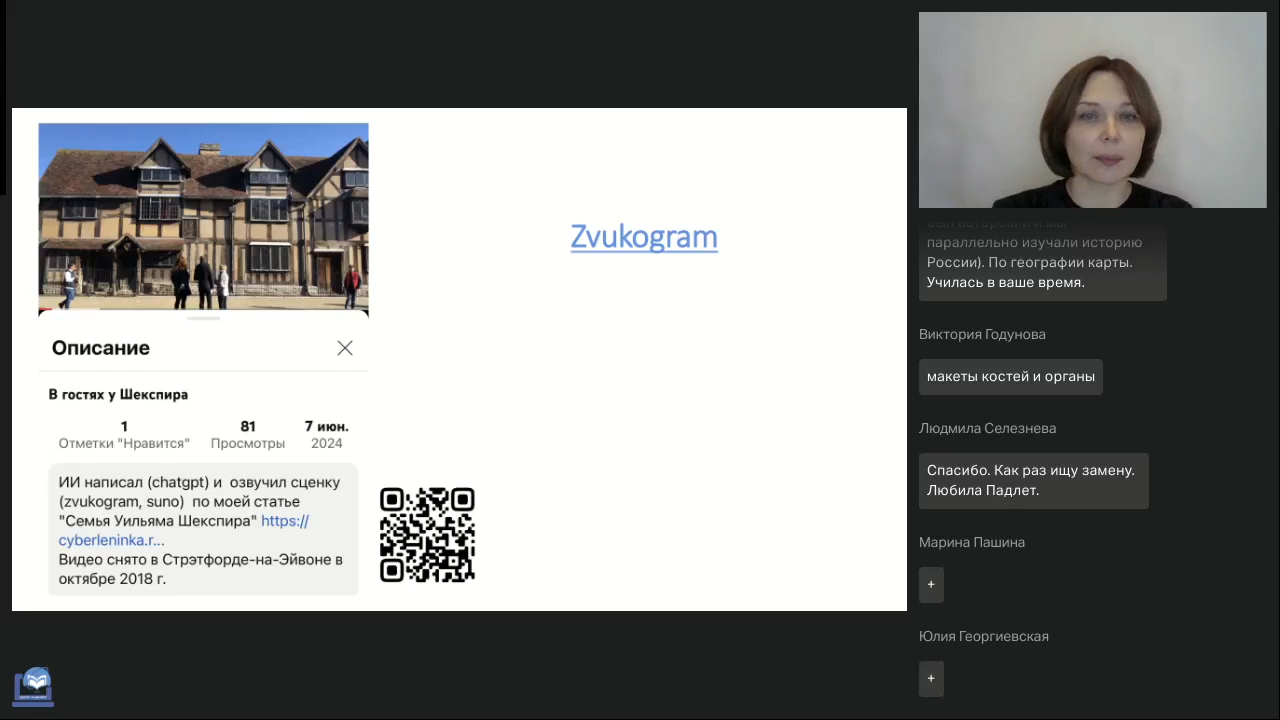 Zvukogram
Описание
В гостях у Шекспира
1 81 7 июн.
Отметки "Нравится" Просмотры 2024
ИИ написал (chatgpt) и озвучил сценку
(zvukogram, suno) по моей статье
"Семья Уильяма Шекспира" https://
cyberleninka.r...
Видео снято в Стрэтфорде-на-Эйвоне в
октябре 2018 г.
параллельно изучали историю
России). По географии карты.
Училась в ваше время.
Виктория Годунова
макеты костей и органы
Людмила Селезнева
Спасибо. Как раз ищу замену.
Любила Падлет.
Марина Пашина
+
Юлия Георгиевская
+